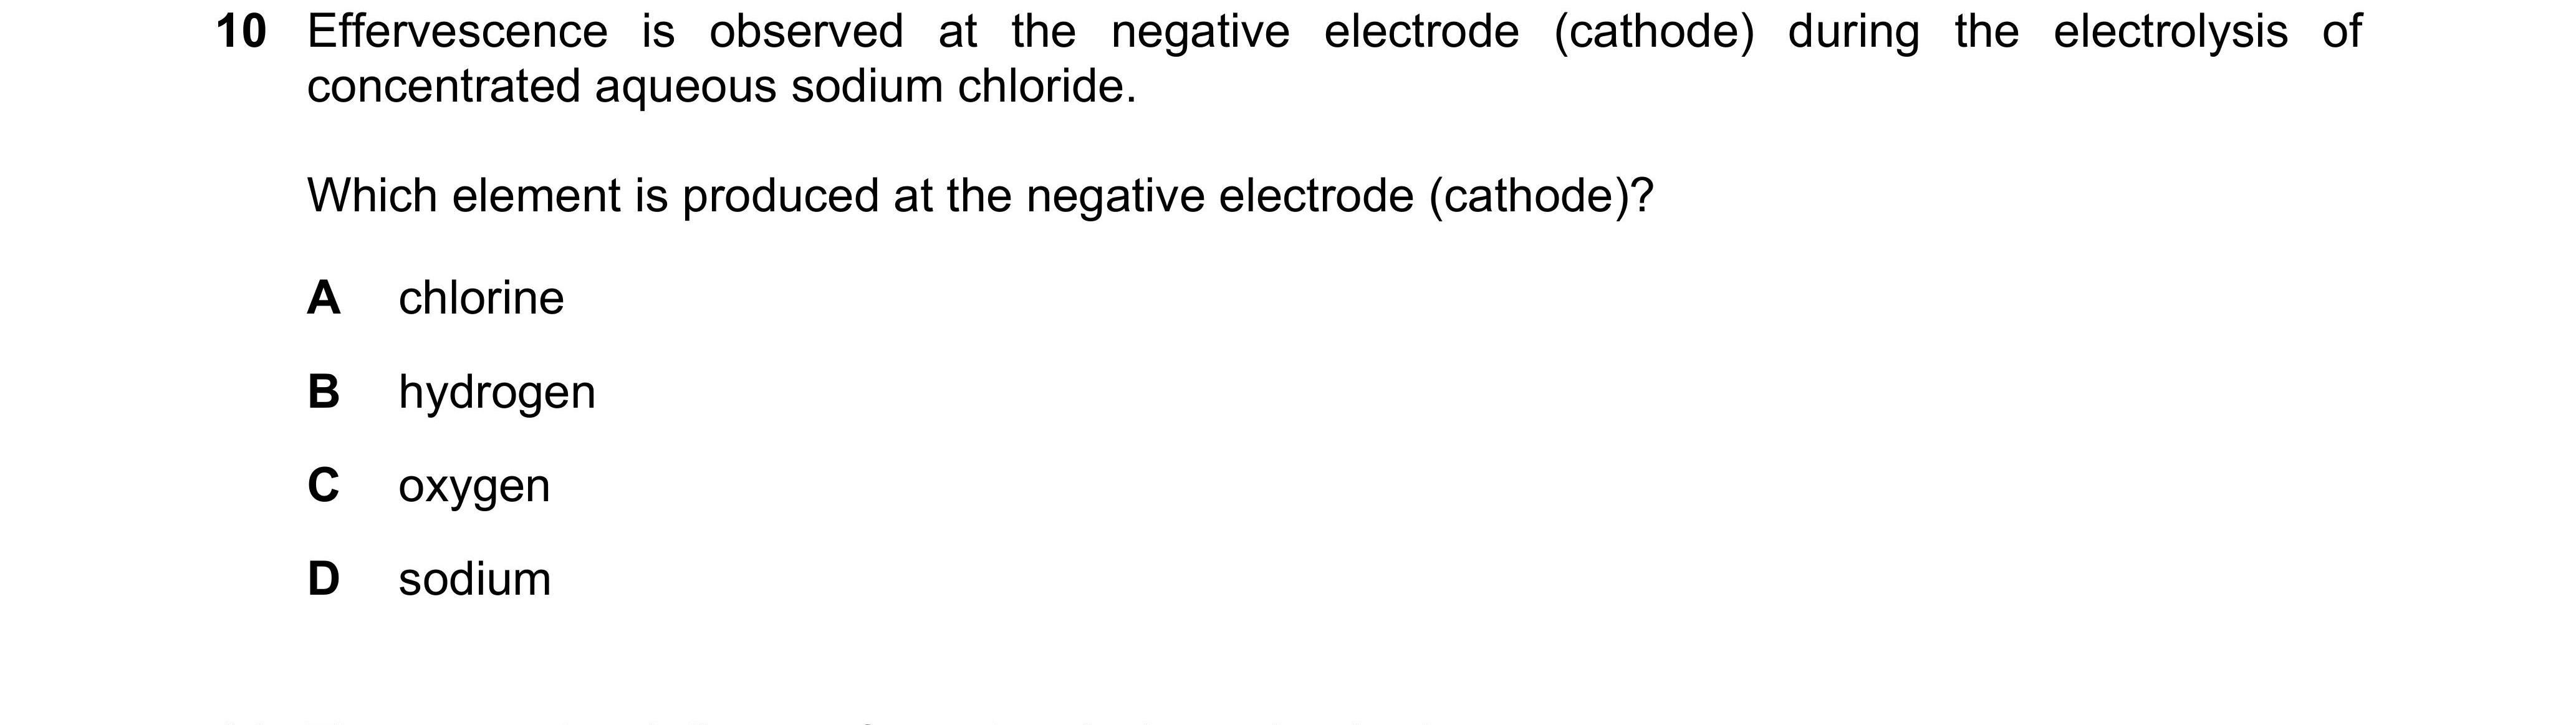 10 Effervescence is observed at the negative electrode (cathode) during the electrolysis of
concentrated aqueous sodium chloride.
Which element is produced at the negative electrode (cathode)?
A chlorine
B hydrogen
C oxygen
D sodium